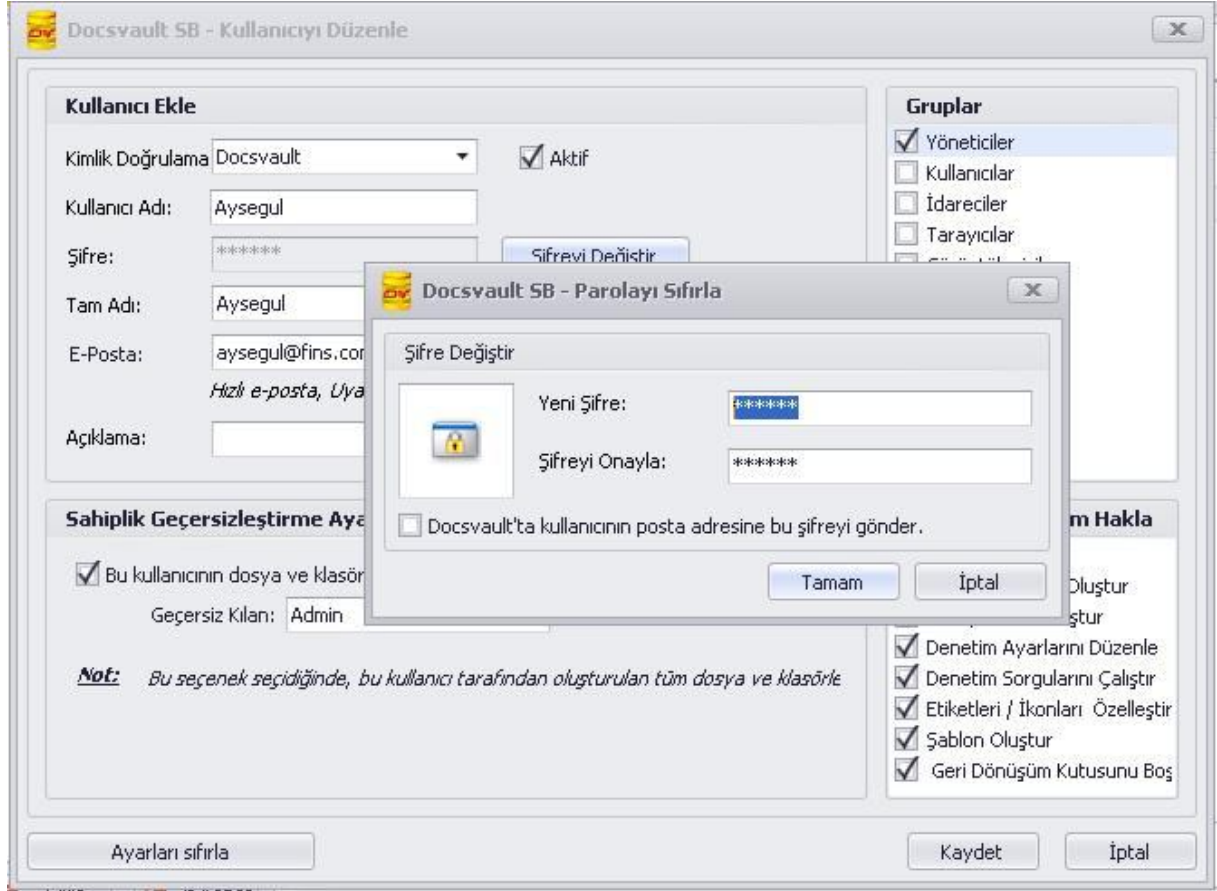 Docsvault SB - Kullanıcıyı Düzenle
Kullanıcı Ekle
Kimlik Doğrulama Docsvault
Aktif
Kullanıcı Adı: Aysegul
Şifre: ******
Şifreyi Değiştir
Tam Adı: Aysegul
E-Posta: aysegul@fins.cor
Hızlı e-posta, Uya
Açıklama:
Gruplar
Yöneticiler
Kullanıcılar
İdareciler
Tarayıcılar
Docsvault SB - Parolayı Sıfırla
Şifre Değiştir
Yeni Şifre: ******
Şifreyi Onayla: ******
Docsvault'ta kullanıcının posta adresine bu şifreyi gönder.
Tamam
İptal
Sahiplik Geçersizleştirme Aya
Bu kullanıcının dosya ve klasör
Geçersiz Kılan: Admin
Not: Bu seçenek seçidiğinde, bu kullanıcı tarafından oluşturulan tüm dosya ve klasörle
m Hakla
Oluştur
ştur
Denetim Ayarlarını Düzenle
Denetim Sorgularını Çalıştır
Etiketleri / İkonları Özelleştir
Şablon Oluştur
Geri Dönüşüm Kutusunu Boş
Ayarları sıfırla
Kaydet
İptal